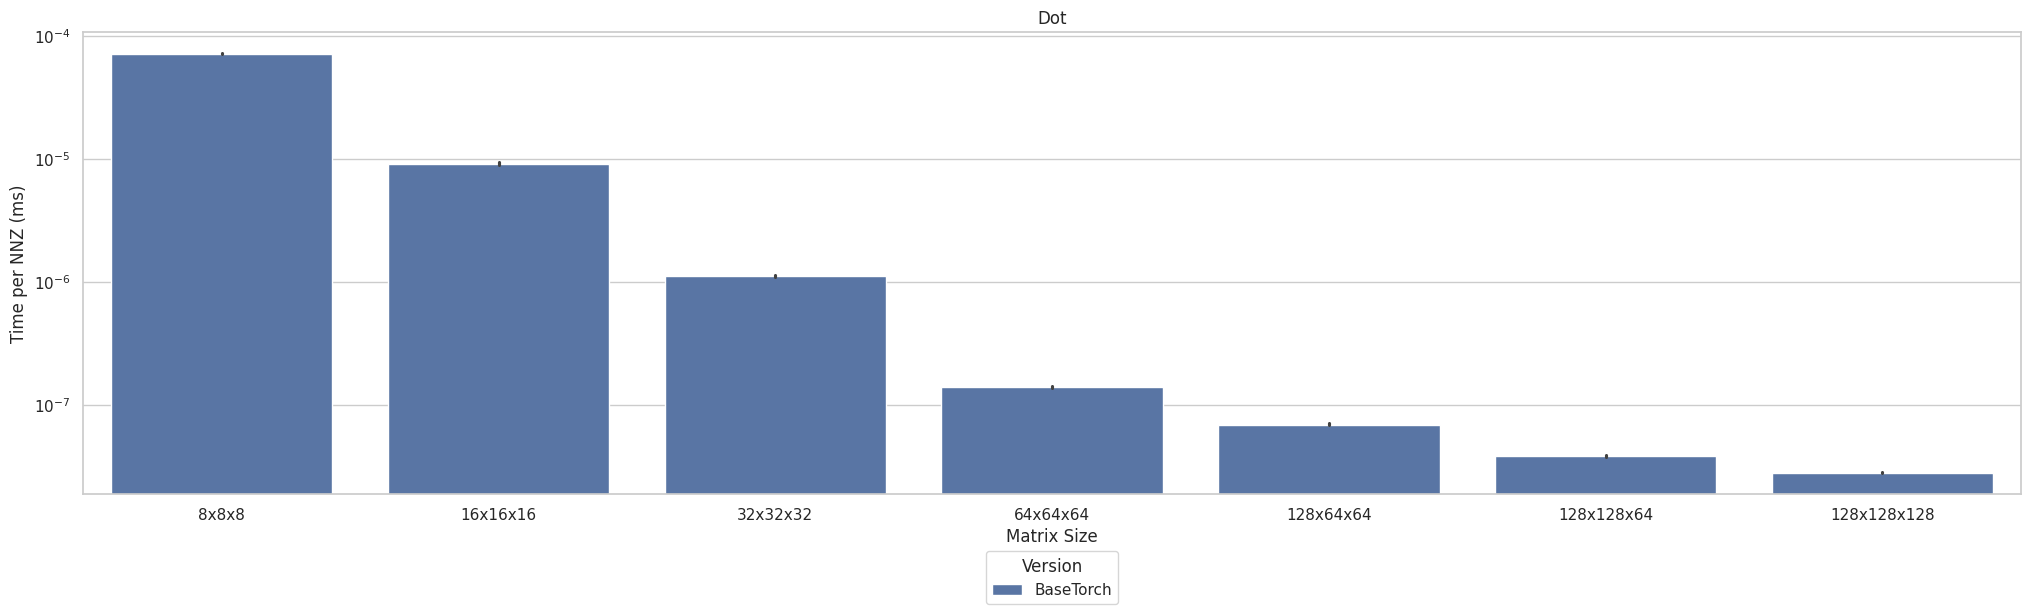 Dot
Time per NNZ (ms)
10⁻⁴
10⁻⁵
10⁻⁶
10⁻⁷
8x8x8 16x16x16 32x32x32 64x64x64 128x64x64 128x128x64 128x128x128
Matrix Size
Version
BaseTorch